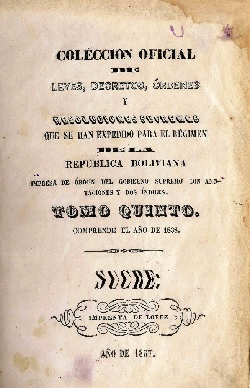 COLECCION OFICIAL
DE
LEYES, DECRETOS, ÓRDENES
Y
RESOLUCIONES SUPREMAS
QUE SE HAN EXPEDIDO PARA EL RÉGIMEN
DE LA
REPUBLICA BOLIVIANA
IMPRESA DE ÓRDEN DEL GOBIERNO SUPREMO CON ANO-
TACIONES Y DOS ÍNDICES.
TOMO QUINTO.
COMPRENDE EL AÑO DE 1838.
SUCRE:
IMPRENTA DE LOPEZ
AÑO DE 1857.